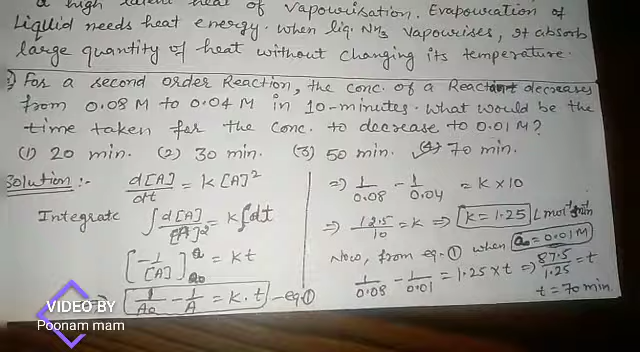 a high latent heat of vapourisation. Evapouration of
liquid needs heat energy. when liq. NH3 vapourises, it absorb
large quantity of heat without changing its temperature.
For a second order Reaction, the conc. of a Reactant decreases
from 0.08 M to 0.04 M in 10-minutes. What would be the
time taken for the conc. to decrease to 0.01 M?
(1) 20 min. (2) 30 min. (3) 50 min. (4) 70 min.
Solution :-
d[A]/dt = k[A]²
Integrate ∫ d[A]/[A]² = k∫dt
[-1/[A]] a a0 = kt
⇒ 1/A0 - 1/A = k.t -eq.①
⇒ 1/0.08 - 1/0.04 = k × 10
⇒ 12.5/10 = k ⇒ k = 1.25 L mol⁻¹ min
Now, from eq.① when a = 0.01M
1/0.08 - 1/0.01 = 1.25 × t ⇒ 87.5/1.25 = t
t = 70 min
VIDEO BY
Poonam mam